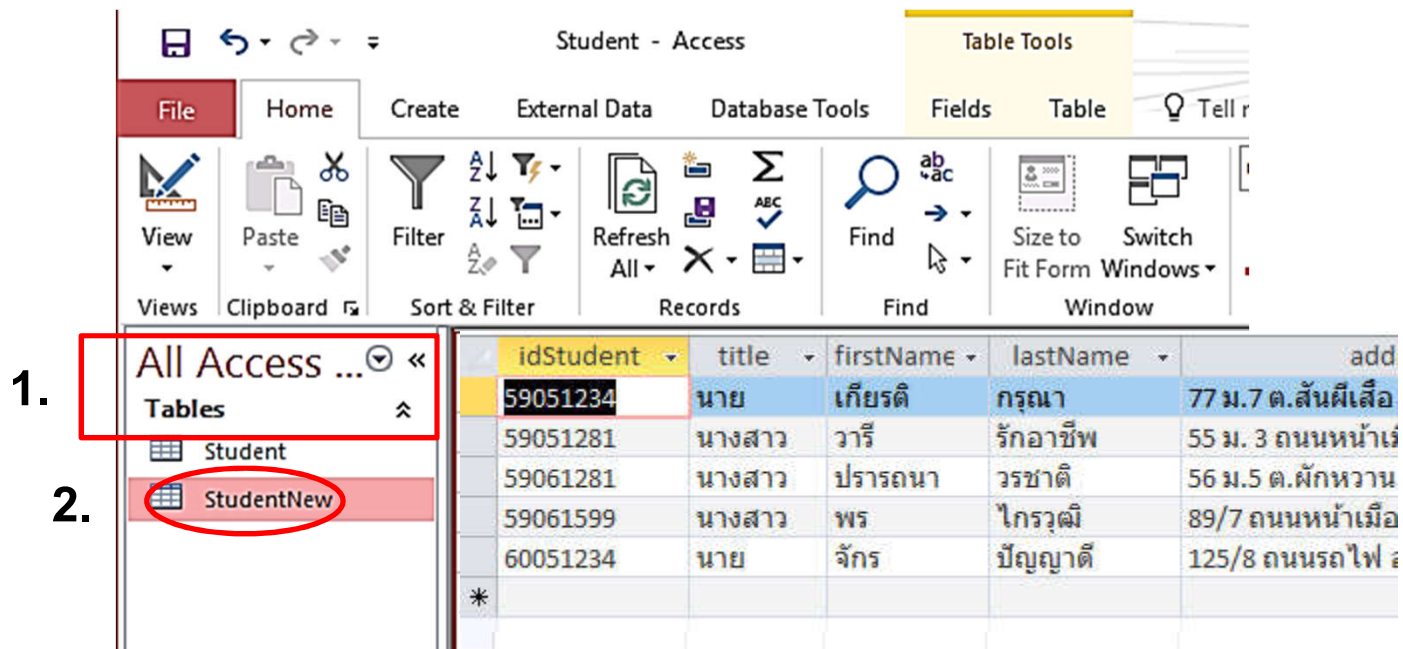 Student - Access
Table Tools
File Home Create External Data Database Tools Fields Table Tell
View
Paste
Filter
Refresh All
ABC
Find
ab
ac
Size to Fit Form
Switch Windows
Views Clipboard Sort & Filter Records Find Window
1.
All Access ...
Tables
Student
2.
StudentNew
idStudent title firstName lastName add
59051234 นาย เกียรติ กรุณา 77 ม.7 ต.สันผีเสื้อ
59051281 นางสาว วารี รักอาชีพ 55 ม. 3 ถนนหน้าเมื
59061281 นางสาว ปรารถนา วรชาติ 56 ม.5 ต.ผักหวาน
59061599 นางสาว พร ไกรวุฒิ 89/7 ถนนหน้าเมือ
60051234 นาย จักร ปัญญาดี 125/8 ถนนรถไฟ